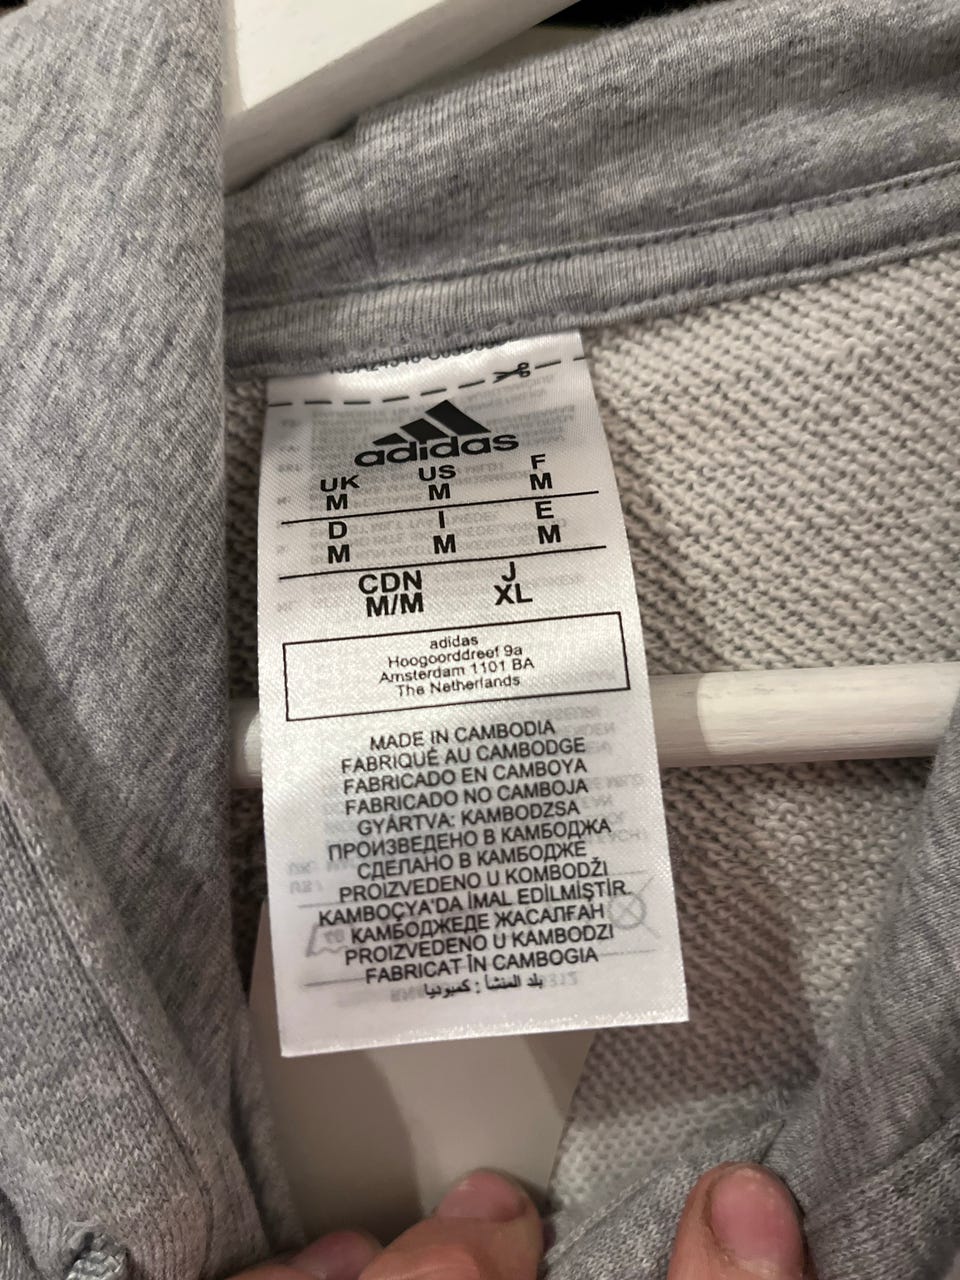 adidas
UK US F
M M M
D I E
M M M
CDN J
M/M XL
adidas
Hoogoorddreef 9a
Amsterdam 1101 BA
The Netherlands
MADE IN CAMBODIA
FABRIQUÉ AU CAMBODGE
FABRICADO EN CAMBOYA
FABRICADO NO CAMBOJA
GYÁRTVA: KAMBODZSA
ПРОИЗВЕДЕНО В КАМБОДЖА
СДЕЛАНО В КАМБОДЖЕ
PROIZVEDENO U KOMBODŽI
KAMBOÇYA'DA İMAL EDİLMİŞTİR.
КАМБОДЖЕДЕ ЖАСАЛҒАН
PROIZVEDENO U KAMBODZI
FABRICAT ÎN CAMBOGIA
بلد المنشأ : كمبوديا